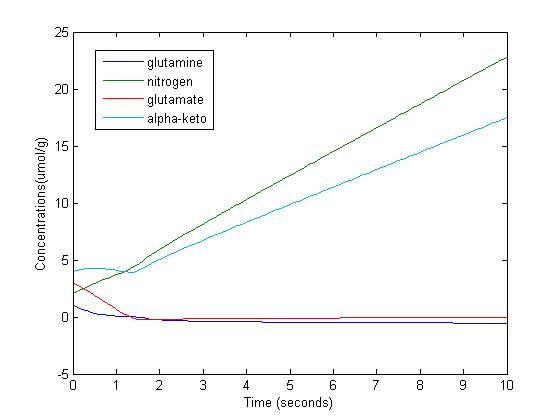 25
20
15
10
5
0
-5
Concentrations(umol/g)
glutamine
nitrogen
glutamate
alpha-keto
0 1 2 3 4 5 6 7 8 9 10
Time (seconds)